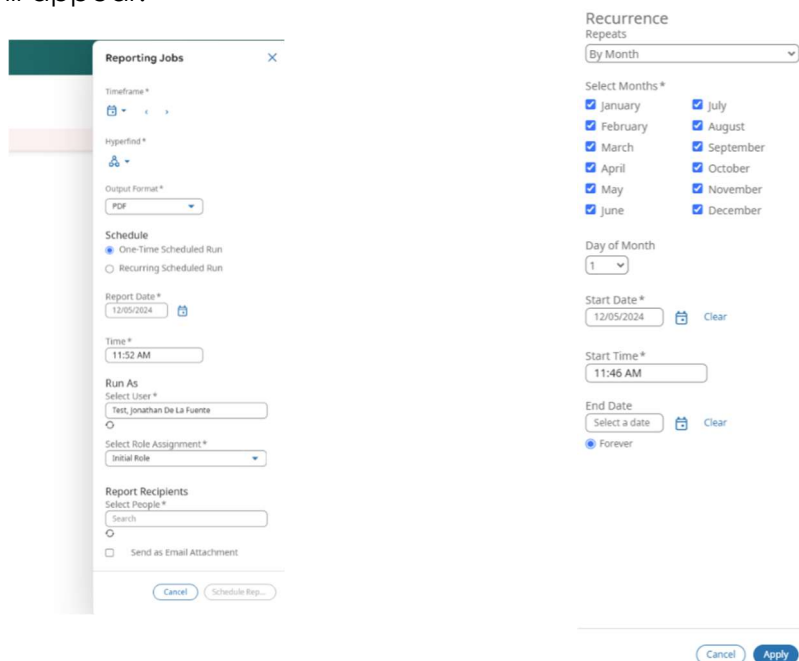 appear.
Reporting Jobs
Timeframe *
Hyperfind *
Output Format *
PDF
Schedule
One-Time Scheduled Run
Recurring Scheduled Run
Report Date *
12/05/2024
Time *
11:52 AM
Run As
Select User *
Test, Jonathan De La Fuente
Select Role Assignment *
Initial Role
Report Recipients
Select People *
Search
Send as Email Attachment
Cancel Schedule Rep...
Recurrence
Repeats
By Month
Select Months *
January July
February August
March September
April October
May November
June December
Day of Month
1
Start Date *
12/05/2024 Clear
Start Time *
11:46 AM
End Date
Select a date Clear
Forever
Cancel Apply